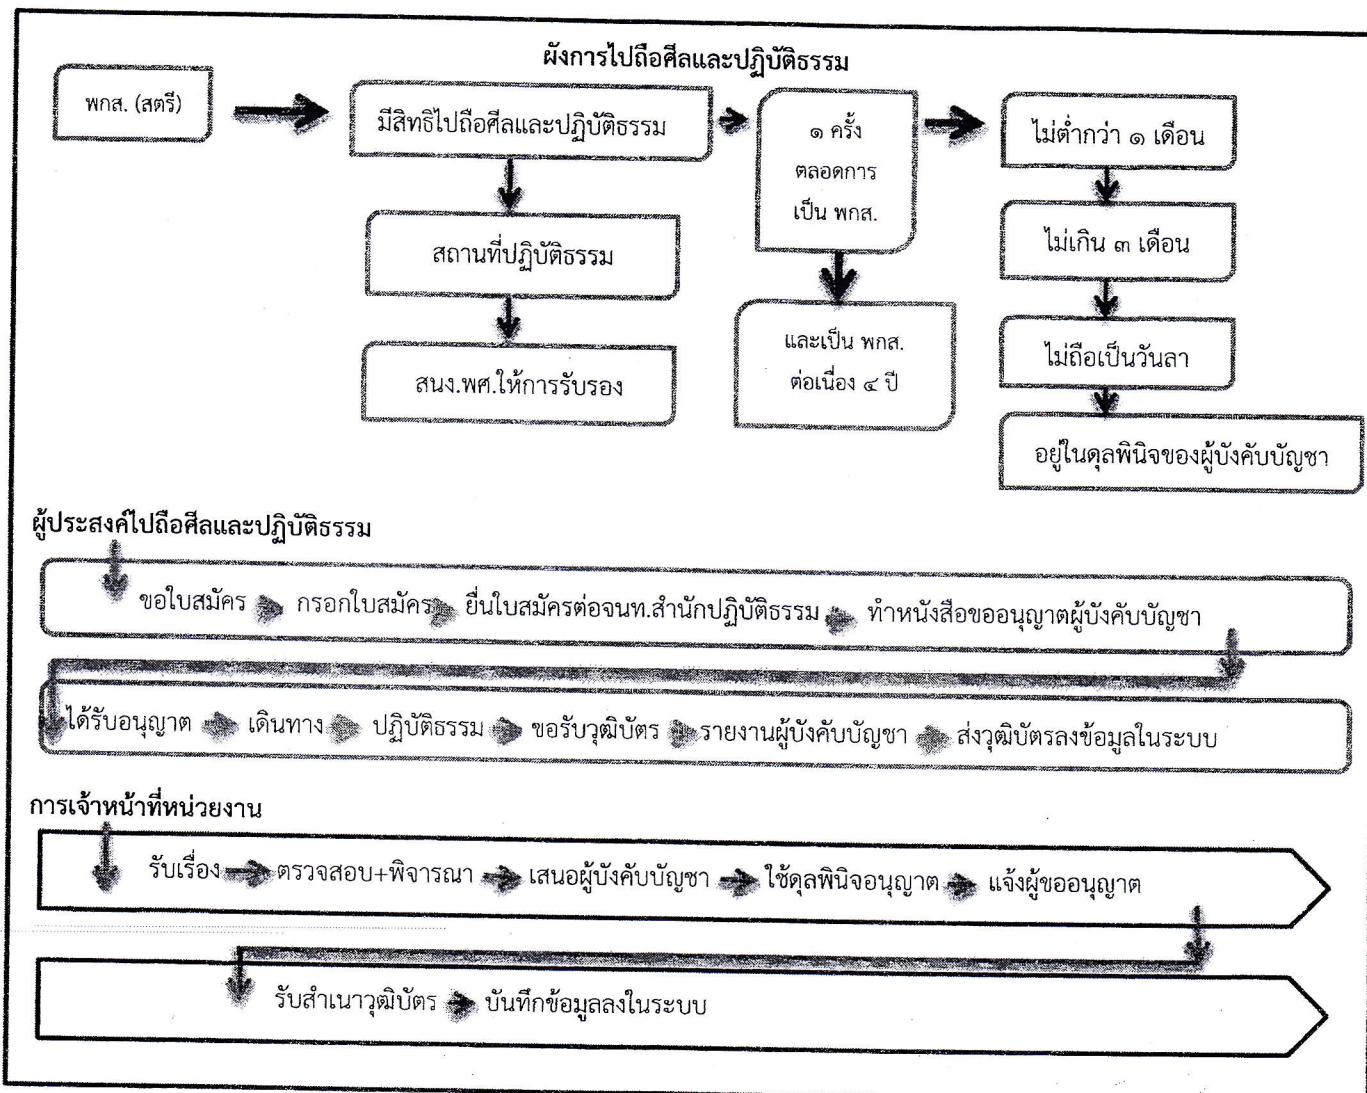 ผังการไปถือศีลและปฏิบัติธรรม
พกส. (สตรี)
มีสิทธิไปถือศีลและปฏิบัติธรรม
๑ ครั้ง
ตลอดการ
เป็น พกส.
ไม่ต่ำกว่า ๑ เดือน
สถานที่ปฏิบัติธรรม
ไม่เกิน ๓ เดือน
สนง.พศ.ให้การรับรอง
และเป็น พกส.
ต่อเนื่อง ๔ ปี
ไม่ถือเป็นวันลา
อยู่ในดุลพินิจของผู้บังคับบัญชา
ผู้ประสงค์ไปถือศีลและปฏิบัติธรรม
ขอใบสมัคร กรอกใบสมัคร ยื่นใบสมัครต่อจนท.สำนักปฏิบัติธรรม ทำหนังสือขออนุญาตผู้บังคับบัญชา
ได้รับอนุญาต เดินทาง ปฏิบัติธรรม ขอรับวุฒิบัตร รายงานผู้บังคับบัญชา ส่งวุฒิบัตรลงข้อมูลในระบบ
การเจ้าหน้าที่หน่วยงาน
รับเรื่อง ตรวจสอบ+พิจารณา เสนอผู้บังคับบัญชา ใช้ดุลพินิจอนุญาต แจ้งผู้ขออนุญาต
รับสำเนาวุฒิบัตร บันทึกข้อมูลลงในระบบ